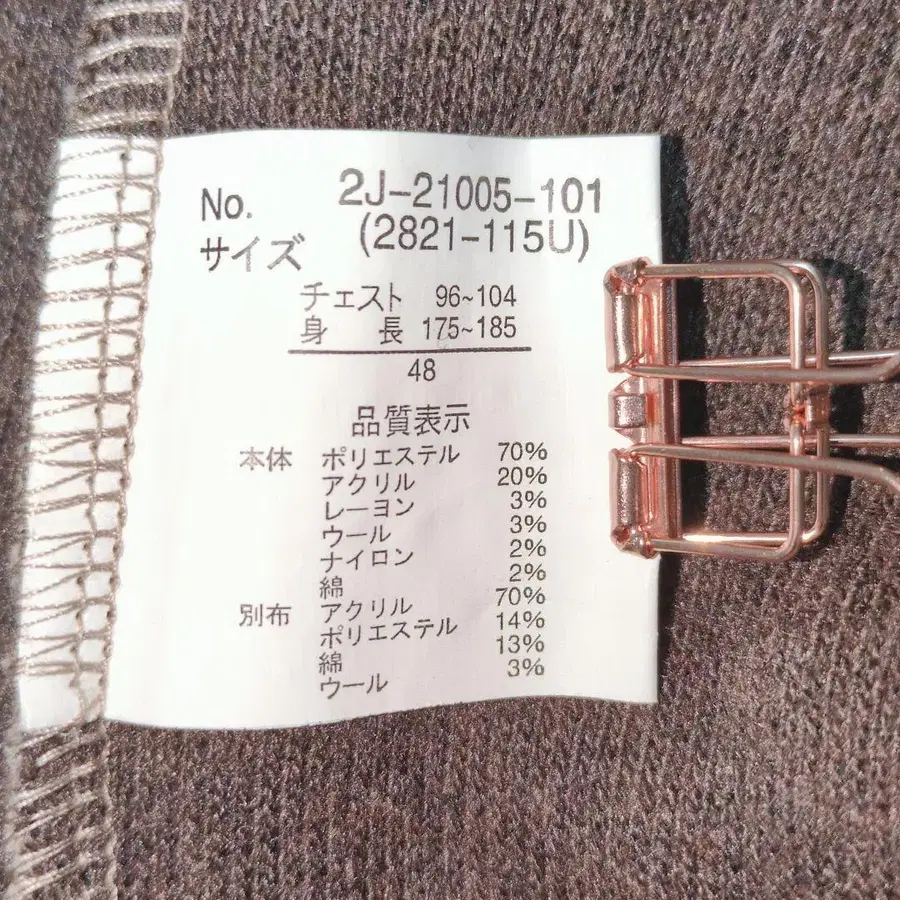 No. 2J-21005-101
(2821-115U)
サイズ
チェスト 96~104
身 長 175~185
48
品質表示
本体 ポリエステル 70%
アクリル 20%
レーヨン 3%
ウール 3%
ナイロン 2%
綿 2%
別布 アクリル 70%
ポリエステル 14%
綿 13%
ウール 3%